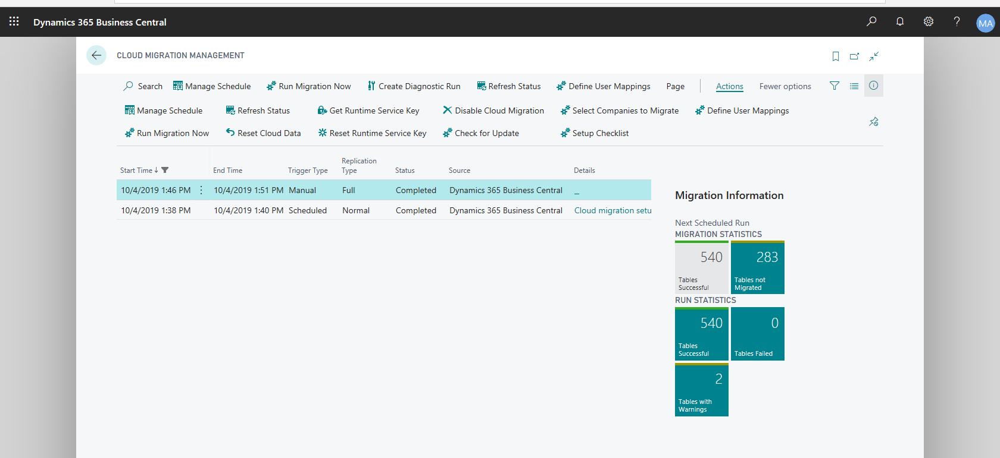 Dynamics 365 Business Central
?
MA
CLOUD MIGRATION MANAGEMENT
Search Manage Schedule Run Migration Now Create Diagnostic Run Refresh Status Define User Mappings Page Actions Fewer options
Manage Schedule Refresh Status Get Runtime Service Key Disable Cloud Migration Select Companies to Migrate Define User Mappings
Run Migration Now Reset Cloud Data Reset Runtime Service Key Check for Update Setup Checklist
Start Time ↓ End Time Trigger Type Replication Type Status Source Details
10/4/2019 1:46 PM 10/4/2019 1:51 PM Manual Full Completed Dynamics 365 Business Central _
10/4/2019 1:38 PM 10/4/2019 1:40 PM Scheduled Normal Completed Dynamics 365 Business Central Cloud migration setu
Migration Information
Next Scheduled Run
MIGRATION STATISTICS
540
Tables
Successful
283
Tables not
Migrated
RUN STATISTICS
540
Tables
Successful
0
Tables Failed
2
Tables with
Warnings